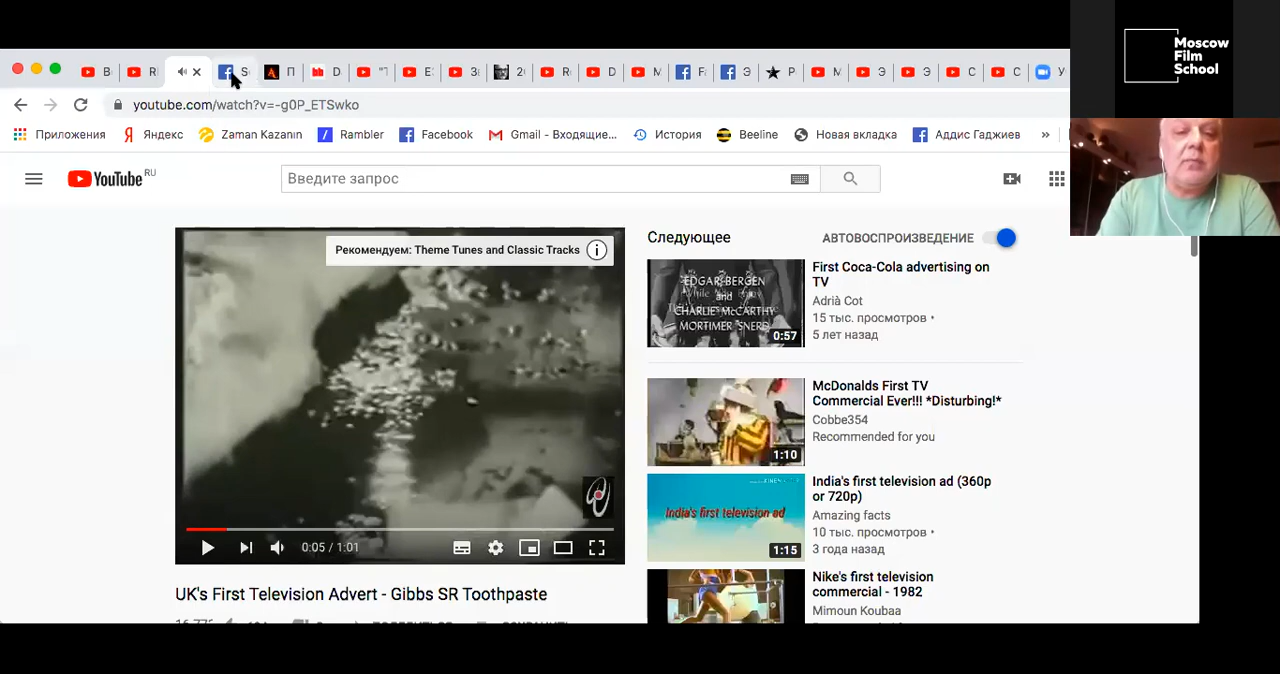 Moscow
Film
School
youtube.com/watch?v=-g0P_ETSwko
Приложения Яндекс Zaman Kazanın Rambler Facebook Gmail - Входящие... История Beeline Новая вкладка Аддис Гаджиев »
YouTube RU
Введите запрос
Рекомендуем: Theme Tunes and Classic Tracks
0:05 / 1:01
UK's First Television Advert - Gibbs SR Toothpaste
Следующее
АВТОВОСПРОИЗВЕДЕНИЕ
EDGAR BERGEN
and
CHARLIE McCARTHY
MORTIMER SNERD
0:57
First Coca-Cola advertising on
TV
Adrià Cot
15 тыс. просмотров •
5 лет назад
1:10
McDonalds First TV
Commercial Ever!!! *Disturbing!*
Cobbe354
Recommended for you
India's first television ad
1:15
India's first television ad (360p
or 720p)
Amazing facts
10 тыс. просмотров •
3 года назад
Nike's first television
commercial - 1982
Mimoun Koubaa